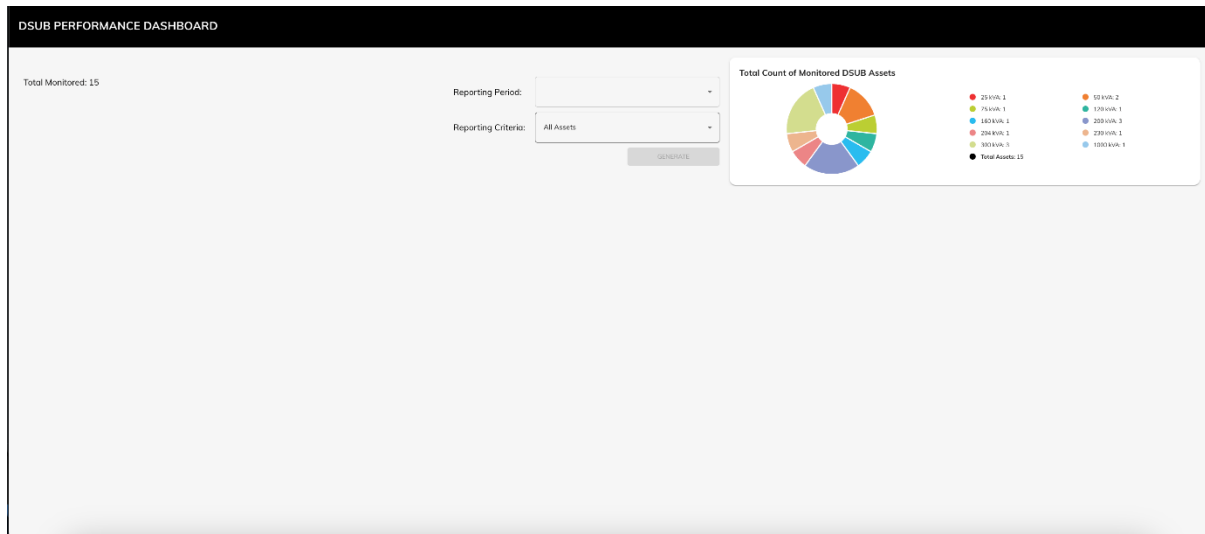 DSUB PERFORMANCE DASHBOARD
Total Monitored: 15
Reporting Period:
Reporting Criteria: All Assets
GENERATE
Total Count of Monitored DSUB Assets
25 kVA: 1 50 kVA: 2
75 kVA: 1 120 kVA: 1
160 kVA: 1 200 kVA: 3
204 kVA: 1 230 kVA: 1
300 kVA: 3 1000 kVA: 1
Total Assets: 15